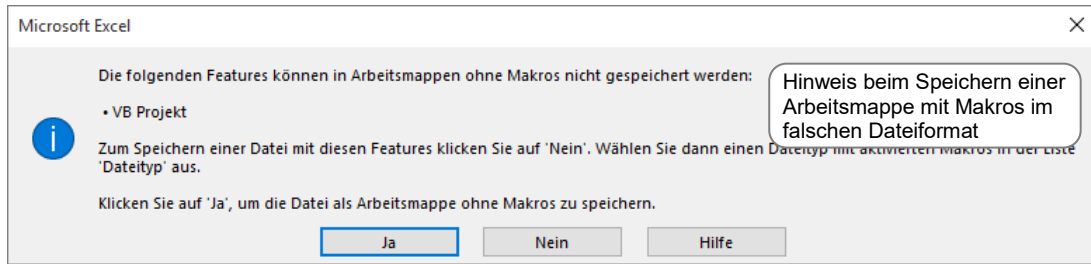 Microsoft Excel
Die folgenden Features können in Arbeitsmappen ohne Makros nicht gespeichert werden:
• VB Projekt
Hinweis beim Speichern einer
Arbeitsmappe mit Makros im
falschen Dateiformat
Zum Speichern einer Datei mit diesen Features klicken Sie auf 'Nein'. Wählen Sie dann einen Dateityp mit aktivierten Makros in der Liste
'Dateityp' aus.
Klicken Sie auf 'Ja', um die Datei als Arbeitsmappe ohne Makros zu speichern.
Ja Nein Hilfe